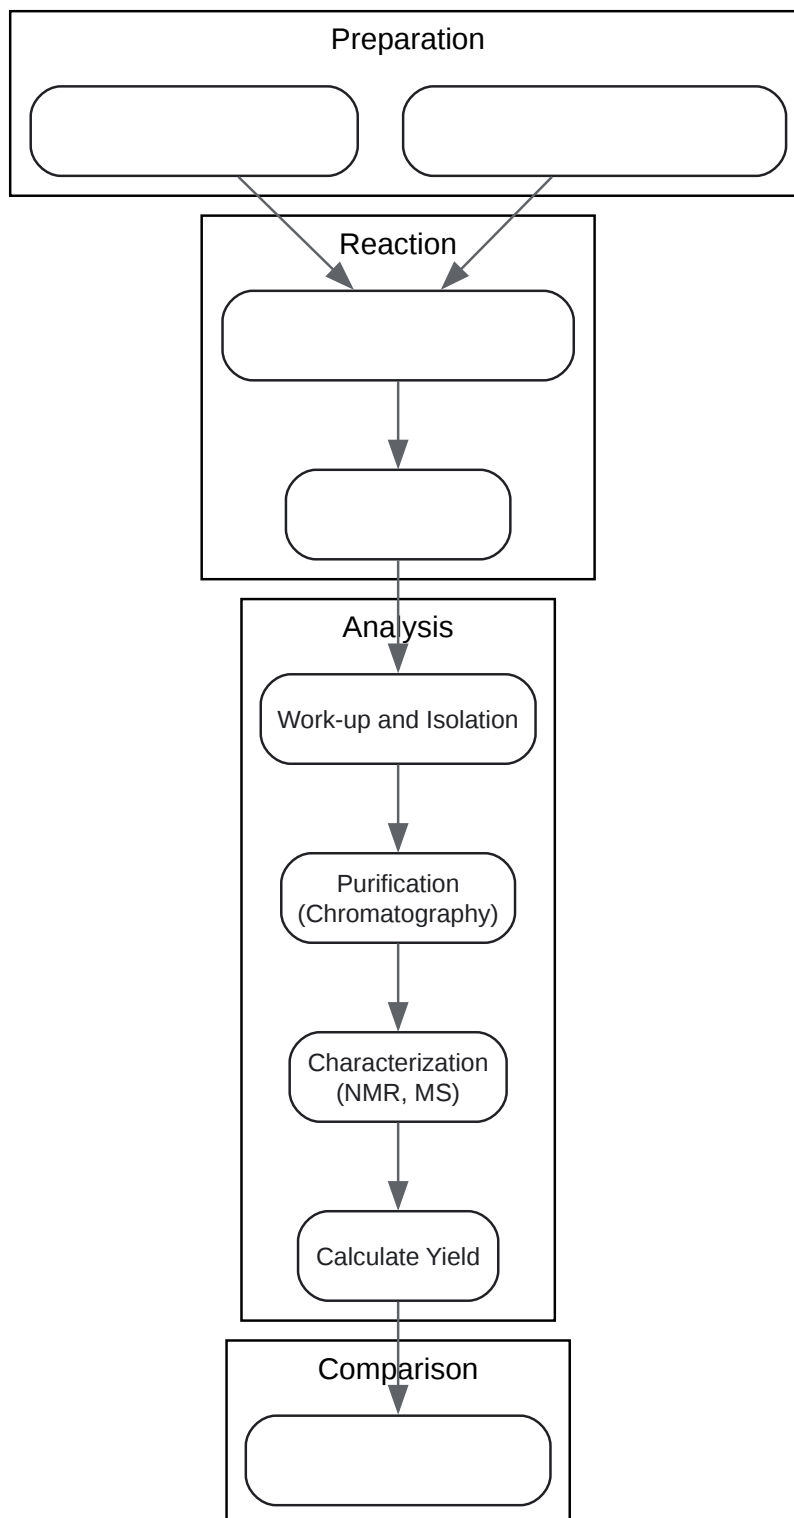 Preparation
Reaction
Analysis
Work-up and Isolation
Purification
(Chromatography)
Characterization
(NMR, MS)
Calculate Yield
Comparison